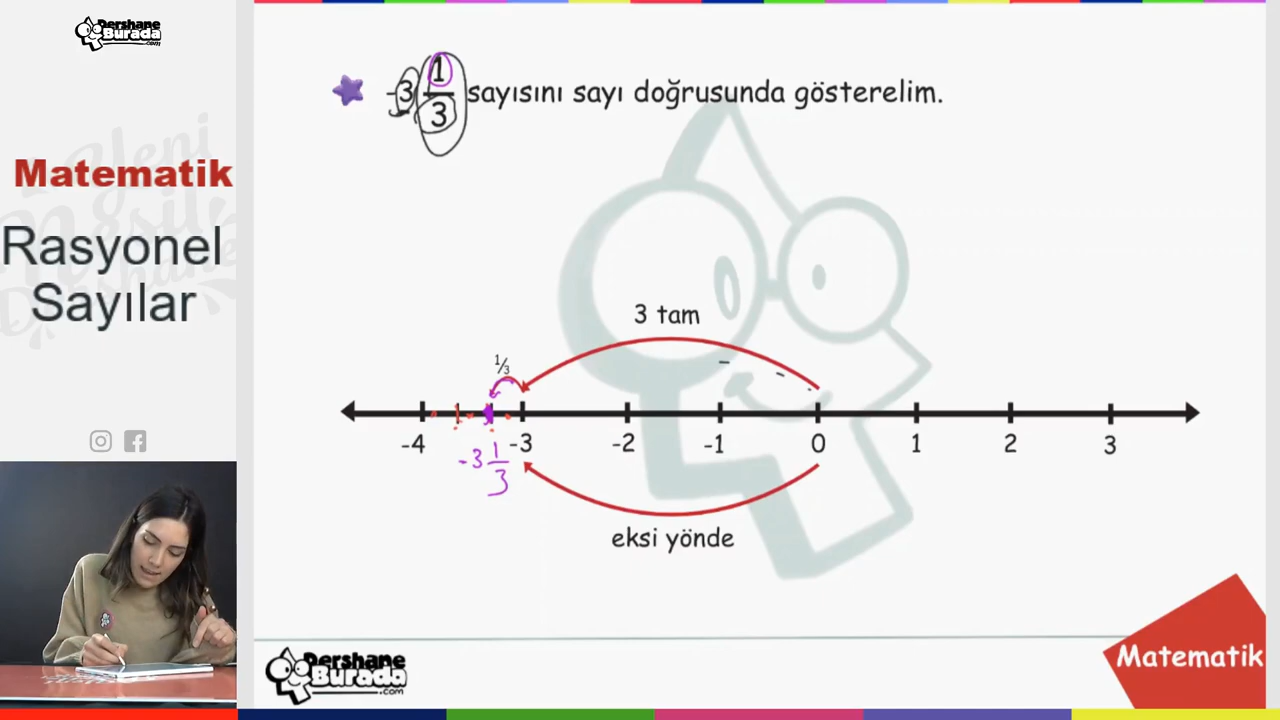 Dershane
Burada
.com
-3 1/3 sayısını sayı doğrusunda gösterelim.
Matematik
Rasyonel
Sayılar
3 tam
1/3
-4 -3 -2 -1 0 1 2 3
-3 1/3
eksi yönde
Dershane
Burada
.com
Matematik